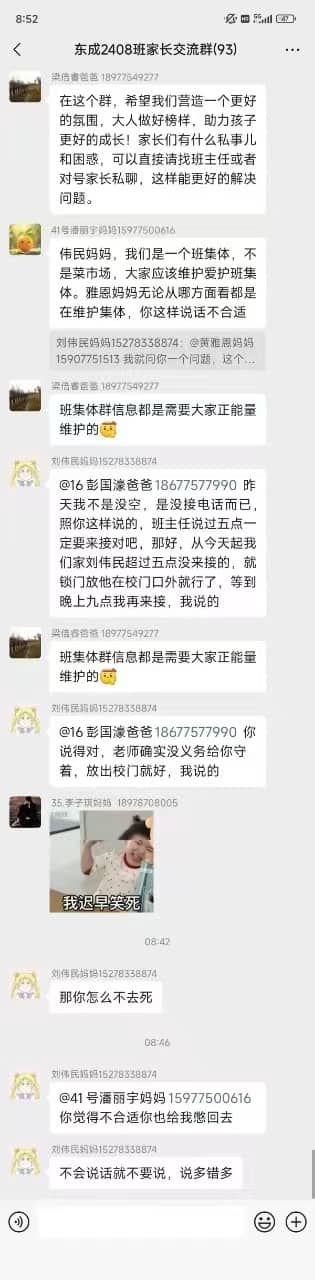 8:52
5G
47
东成2408班家长交流群(93)
梁倍睿爸爸 18977549277
在这个群，希望我们营造一个更好
的氛围，大人做好榜样，助力孩子
更好的成长！家长们有什么私事儿
和困惑，可以直接请找班主任或者
对号家长私聊，这样能更好的解决
问题。
41号潘丽宇妈妈15977500616
伟民妈妈，我们是一个班集体，不
是菜市场，大家应该维护爱护班集
体。雅恩妈妈无论从哪方面看都是
在维护集体，你这样说话不合适
刘伟民妈妈15278338874：@黄雅恩妈妈
15907751513 我就问你一个问题，这个...
梁倍睿爸爸 18977549277
班集体群信息都是需要大家正能量
维护的
刘伟民妈妈15278338874
@16 彭国濠爸爸18677577990 昨
天我不是没空，是没接电话而已，
照你这样说的，班主任说过五点一
定要来接对吧，那好，从今天起我
们家刘伟民超过五点没来接的，就
锁门放他在校门口外就行了，等到
晚上九点我再来接，我说的
梁倍睿爸爸 18977549277
班集体群信息都是需要大家正能量
维护的
刘伟民妈妈15278338874
@16 彭国濠爸爸18677577990 你
说得对，老师确实没义务给你守
着，放出校门就好，我说的
35.李子琪妈妈 18978708005
我迟早笑死
08:42
刘伟民妈妈15278338874
那你怎么不去死
08:46
刘伟民妈妈15278338874
@41 号潘丽宇妈妈15977500616
你觉得不合适你也给我憋回去
刘伟民妈妈15278338874
不会说话就不要说，说多错多